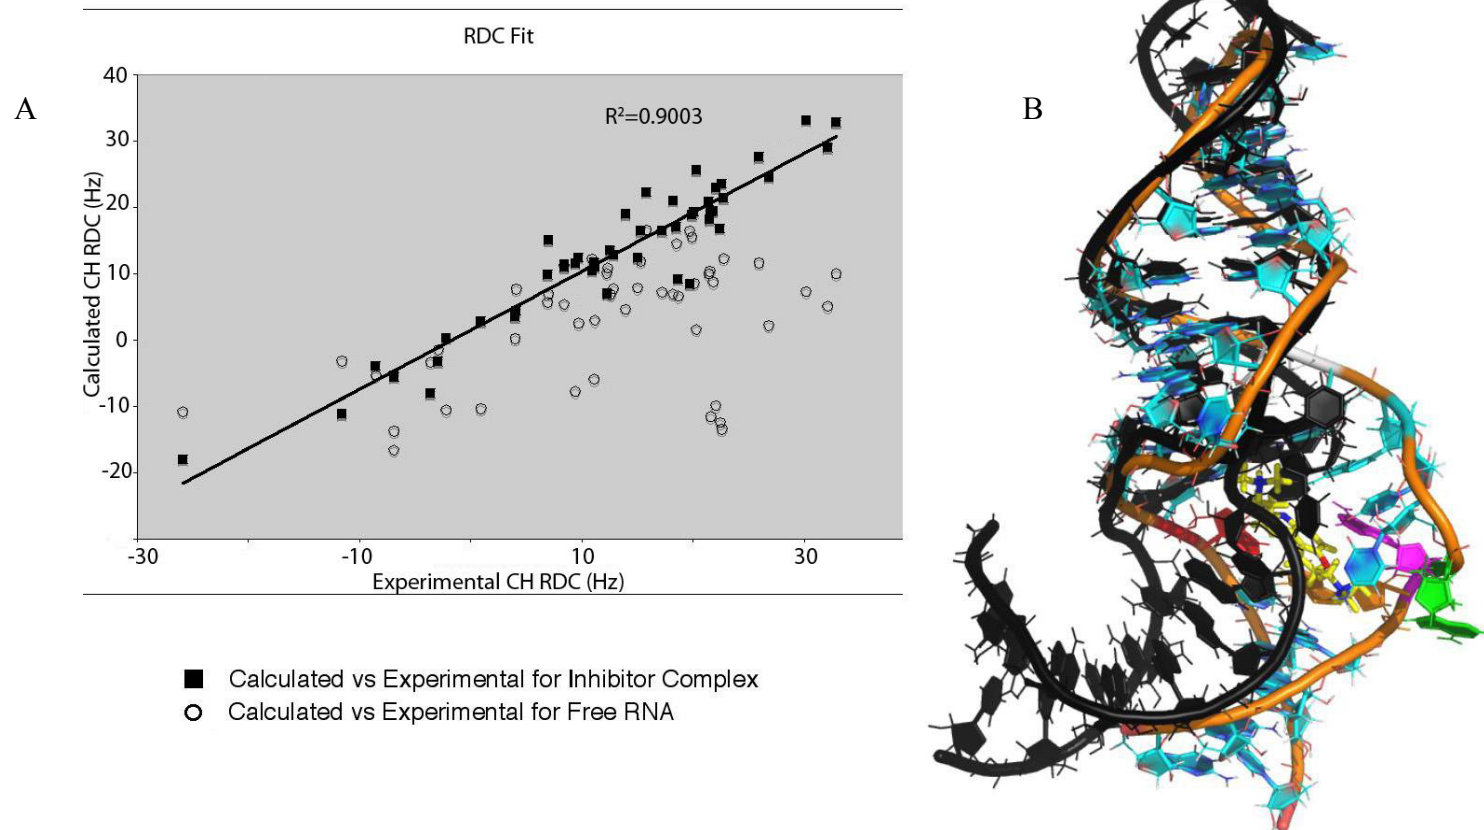 A
RDC Fit
R²=0.9003
Calculated CH RDC (Hz)
40
30
20
10
0
-10
-20
-30
-10
10
30
Experimental CH RDC (Hz)
Calculated vs Experimental for Inhibitor Complex
Calculated vs Experimental for Free RNA
B